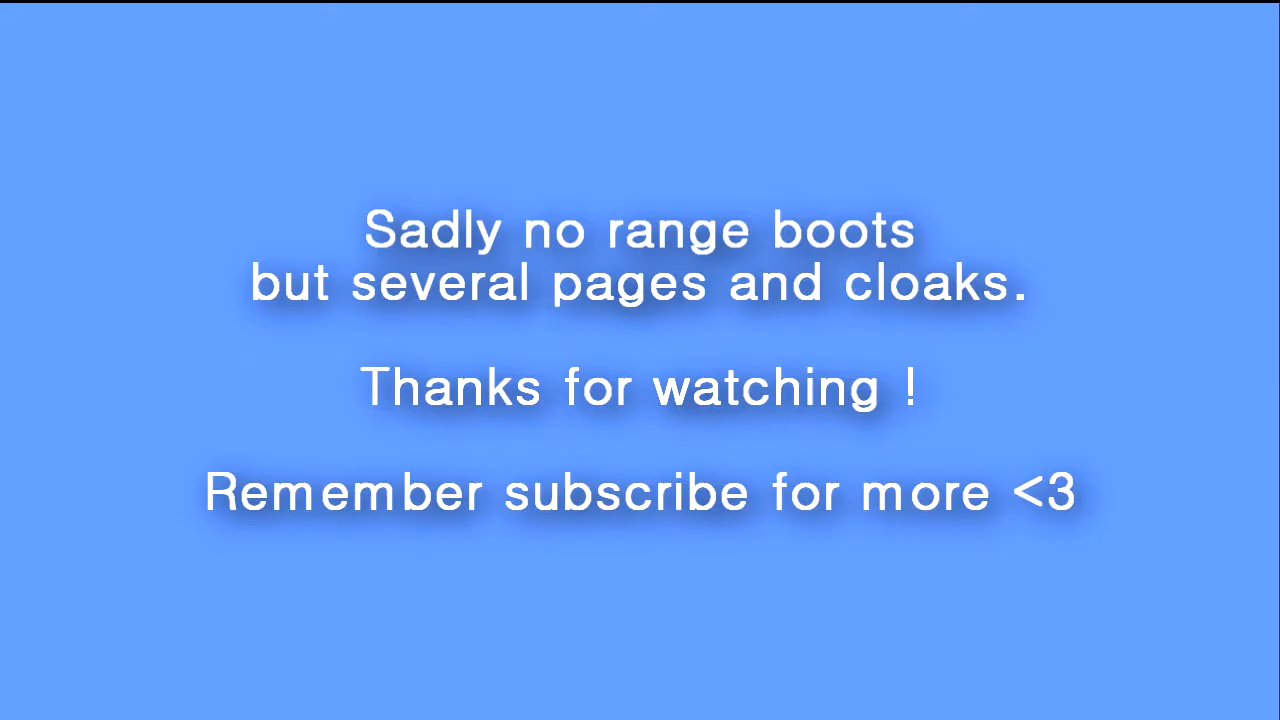 Sadly no range boots
but several pages and cloaks.
Thanks for watching !
Remember subscribe for more <3